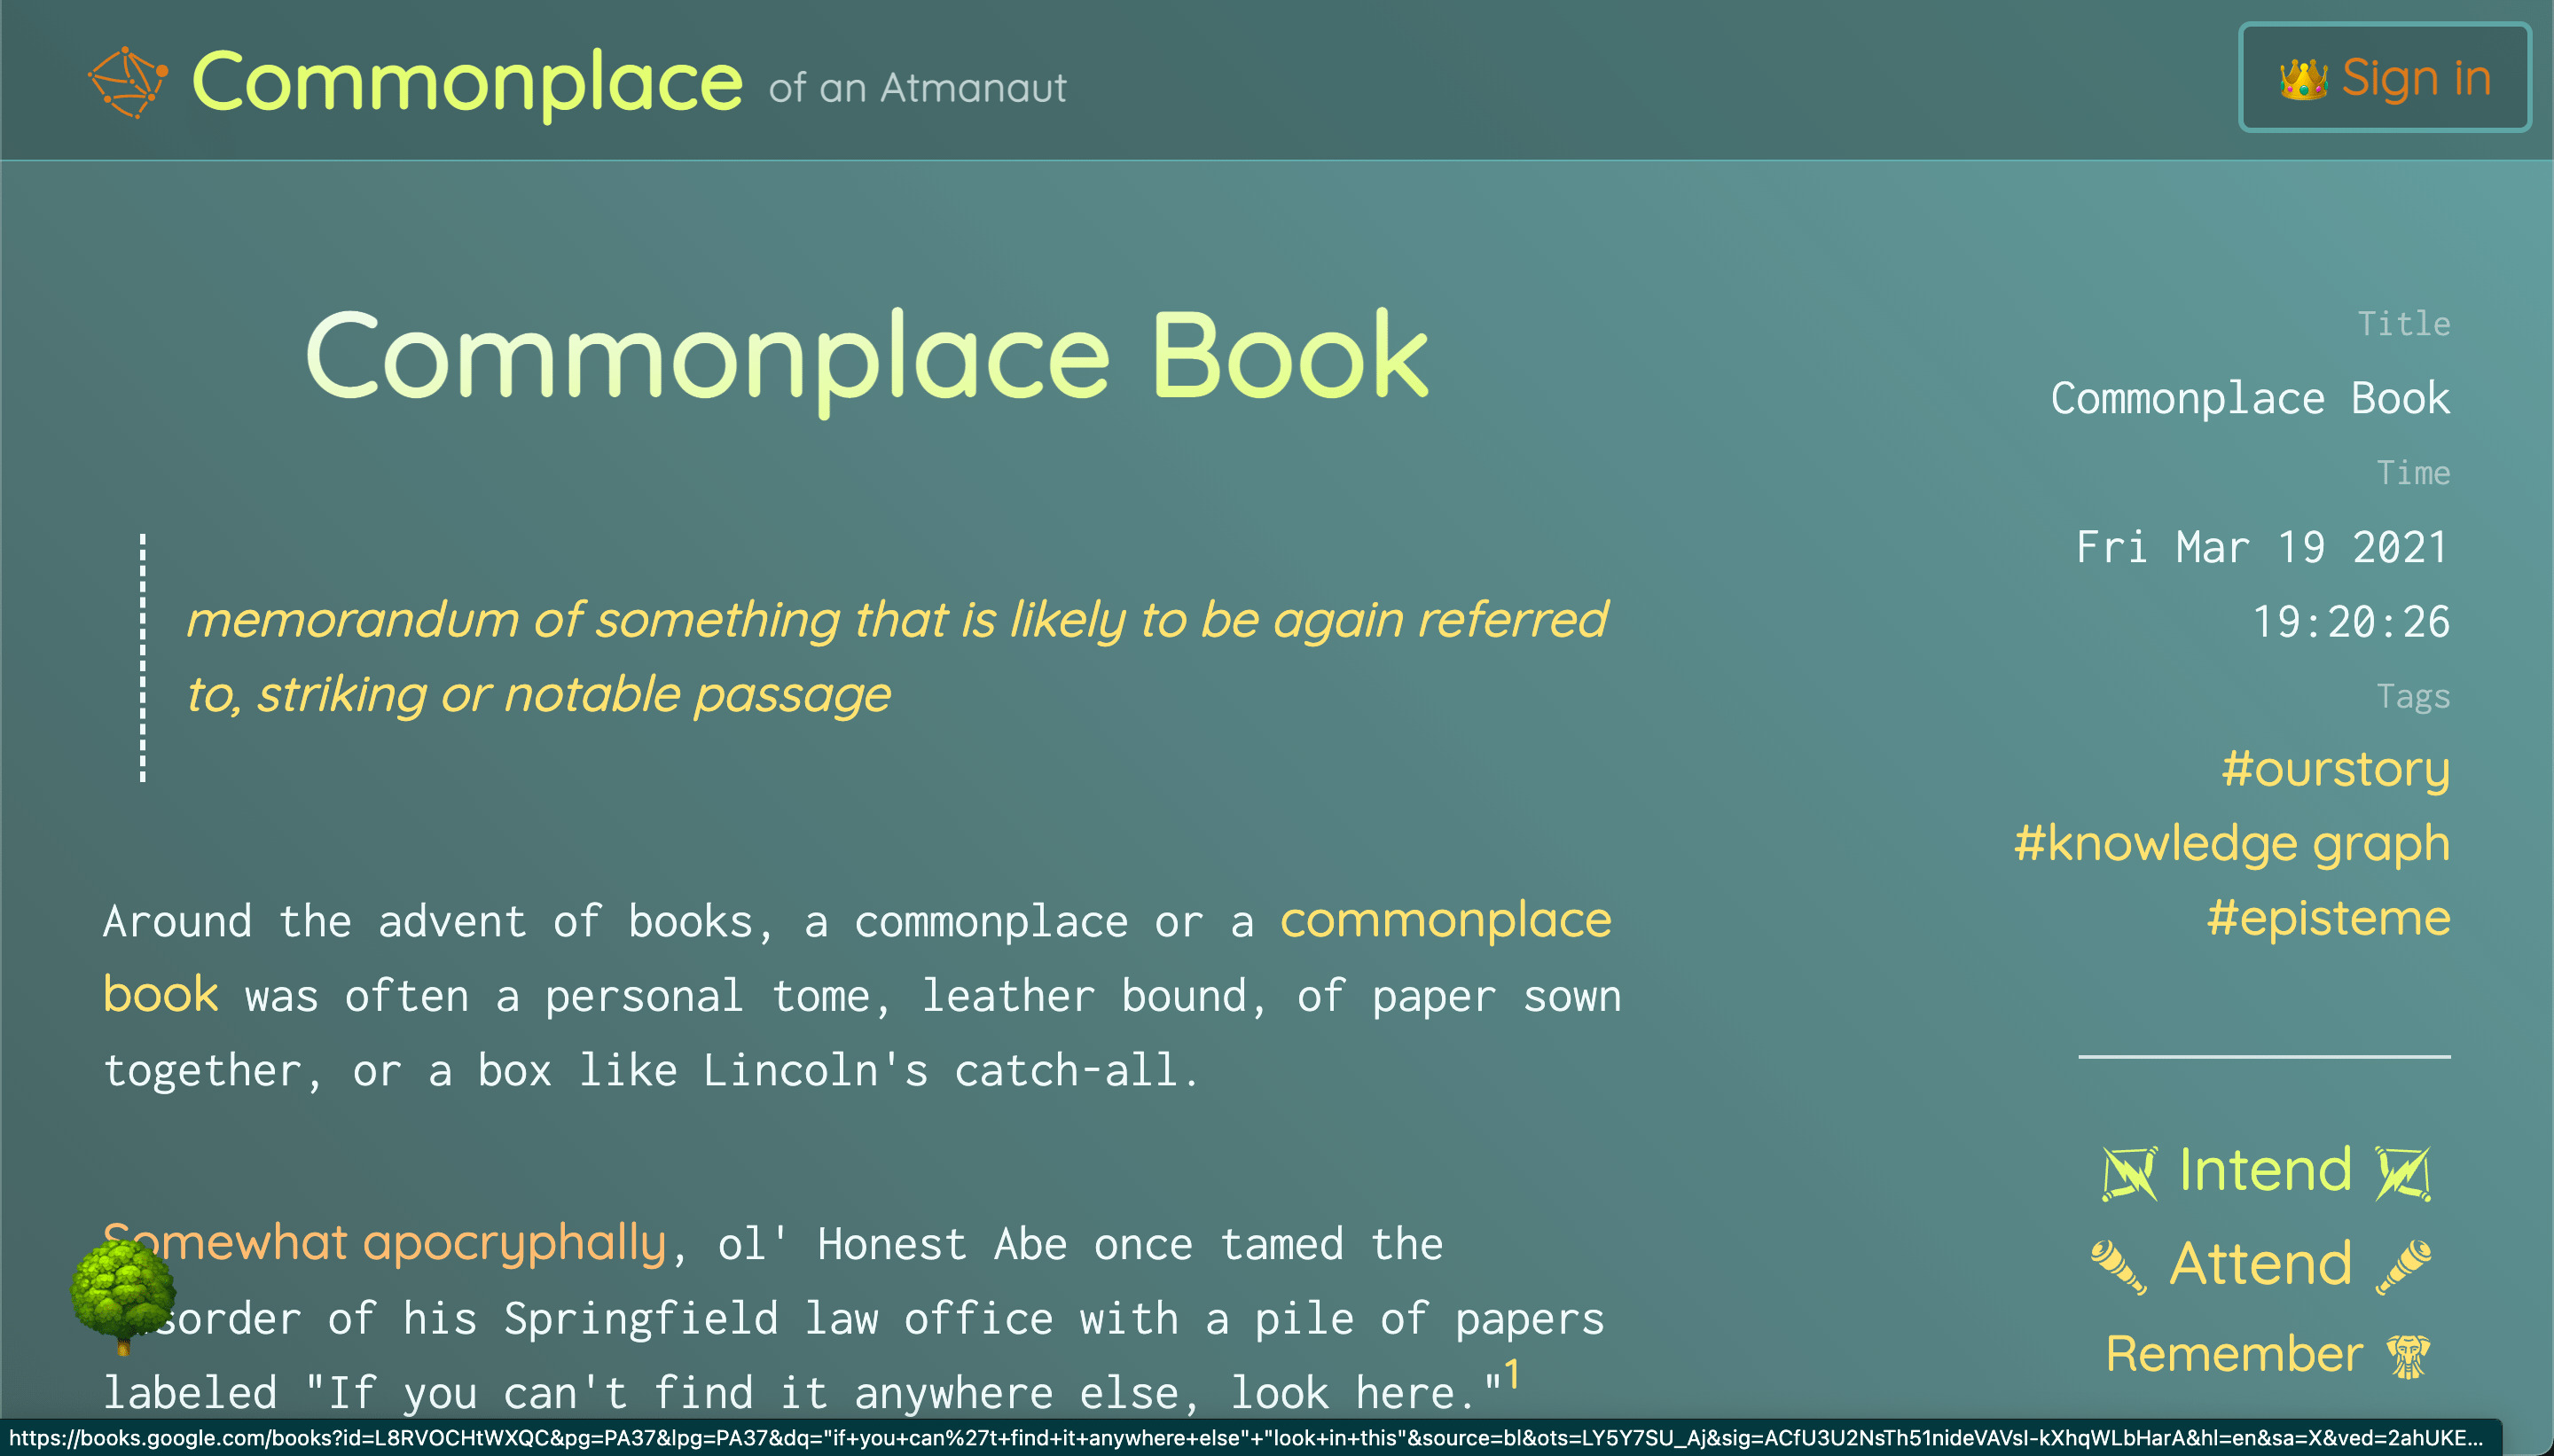 Commonplace of an Atmanaut
Sign in
Commonplace Book
memorandum of something that is likely to be again referred
to, striking or notable passage
Around the advent of books, a commonplace or a commonplace
book was often a personal tome, leather bound, of paper sown
together, or a box like Lincoln's catch-all.
Somewhat apocryphally, ol' Honest Abe once tamed the
sorder of his Springfield law office with a pile of papers
labeled "If you can't find it anywhere else, look here."1
Title
Commonplace Book
Time
Fri Mar 19 2021
19:20:26
Tags
#ourstory
#knowledge graph
#episteme
Intend
Attend
Remember
https://books.google.com/books?id=L8RVOCHtWXQC&pg=PA37&lpg=PA37&dq="if+you+can%27t+find+it+anywhere+else"+"look+in+this"&source=bl&ots=LY5Y7SU_Aj&sig=ACfU3U2NsTh51nideVAVsI-kXhqWLbHarA&hl=en&sa=X&ved=2ahUKE...